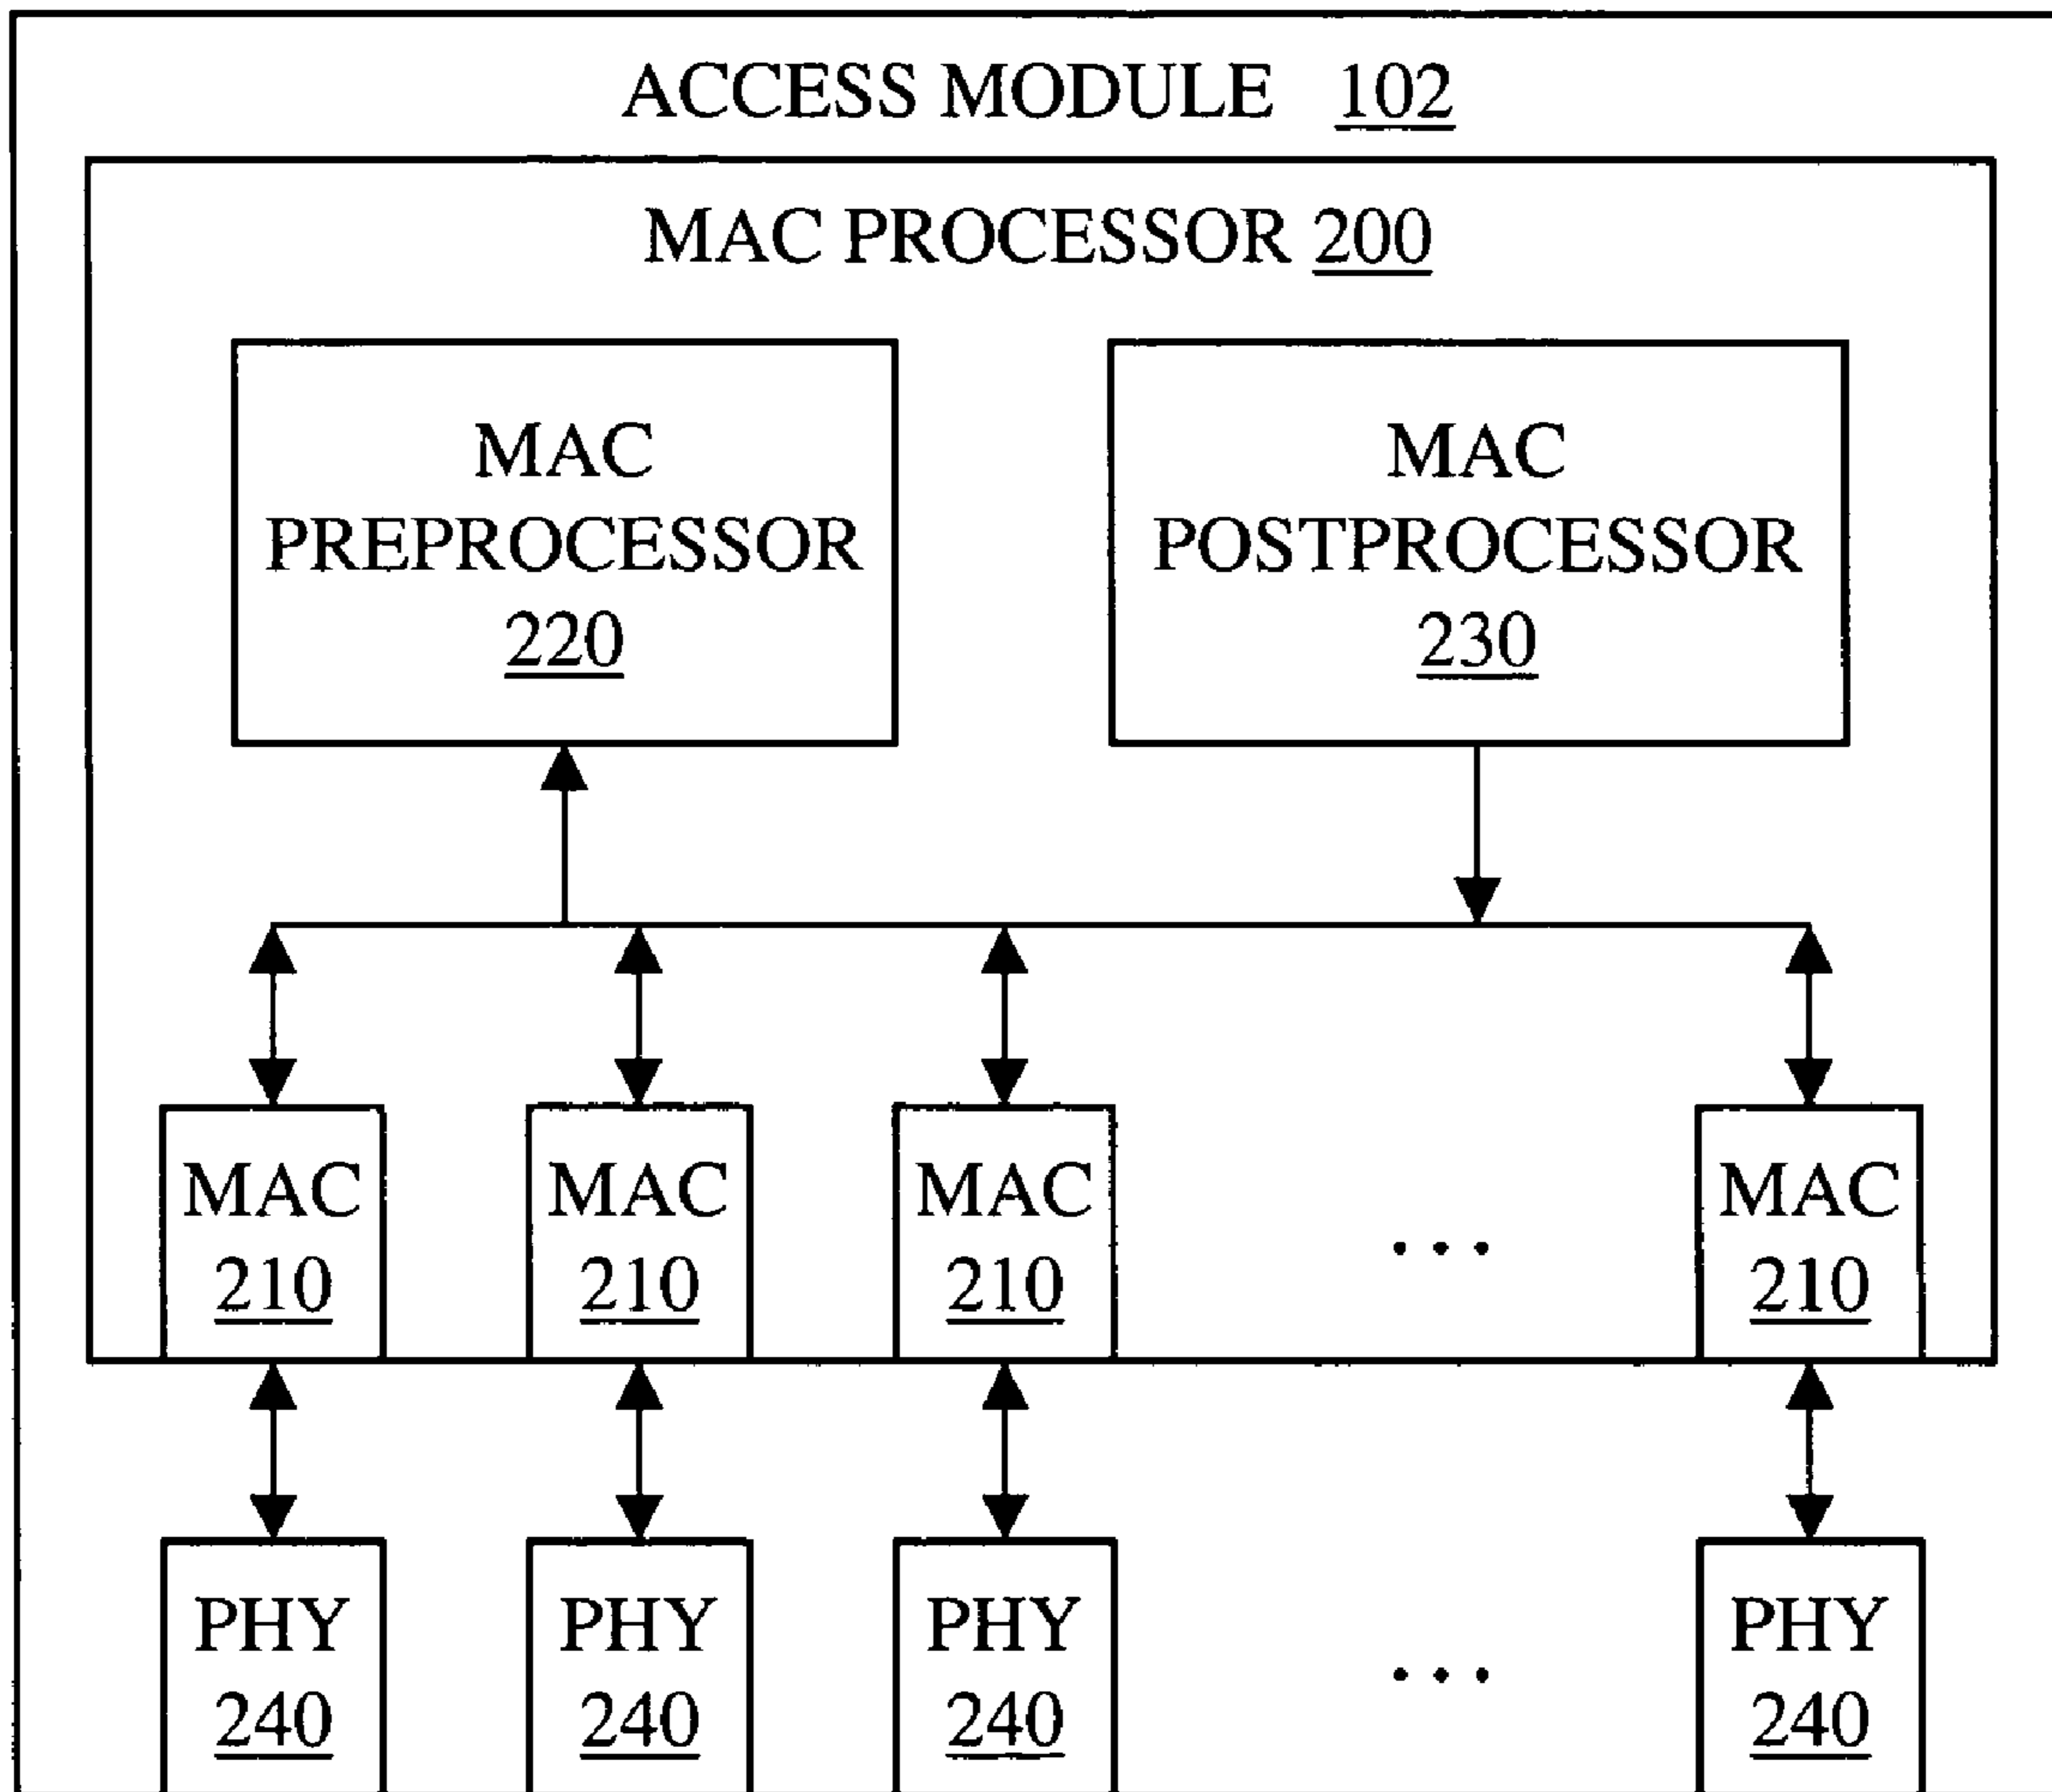 ACCESS MODULE 102
MAC PROCESSOR 200
MAC
PREPROCESSOR
220
MAC
POSTPROCESSOR
230
MAC
210
MAC
210
MAC
210
...
MAC
210
PHY
240
PHY
240
PHY
240
...
PHY
240